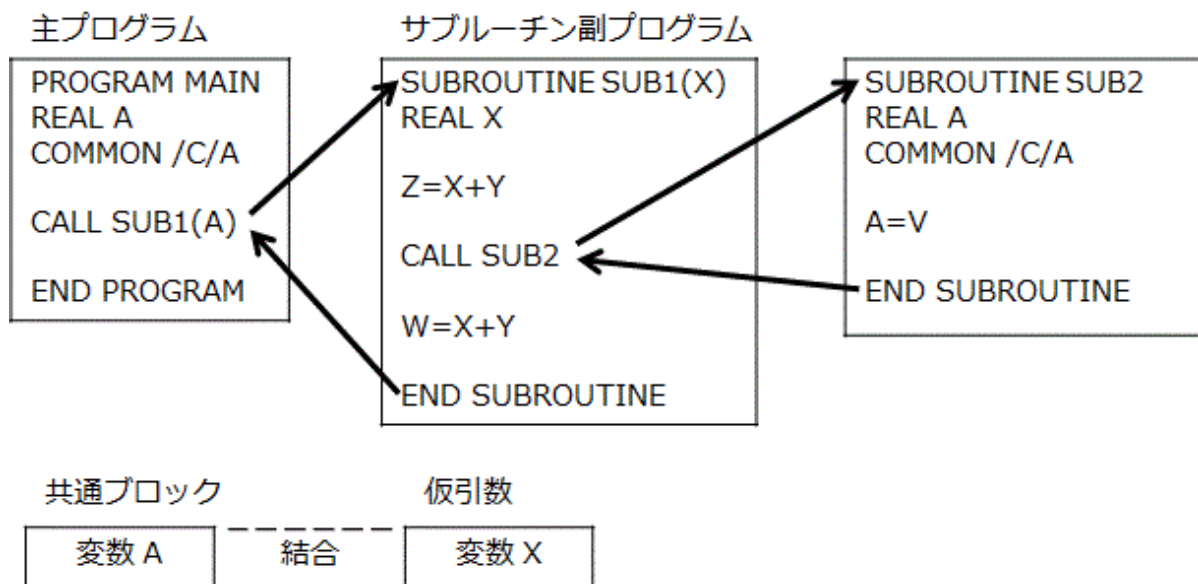 主プログラム
PROGRAM MAIN
REAL A
COMMON /C/A
CALL SUB1(A)
END PROGRAM
サブルーチン副プログラム
SUBROUTINE SUB1(X)
REAL X
Z=X+Y
CALL SUB2
W=X+Y
END SUBROUTINE
SUBROUTINE SUB2
REAL A
COMMON /C/A
A=V
END SUBROUTINE
共通ブロック
仮引数
変数 A
結合
変数 X